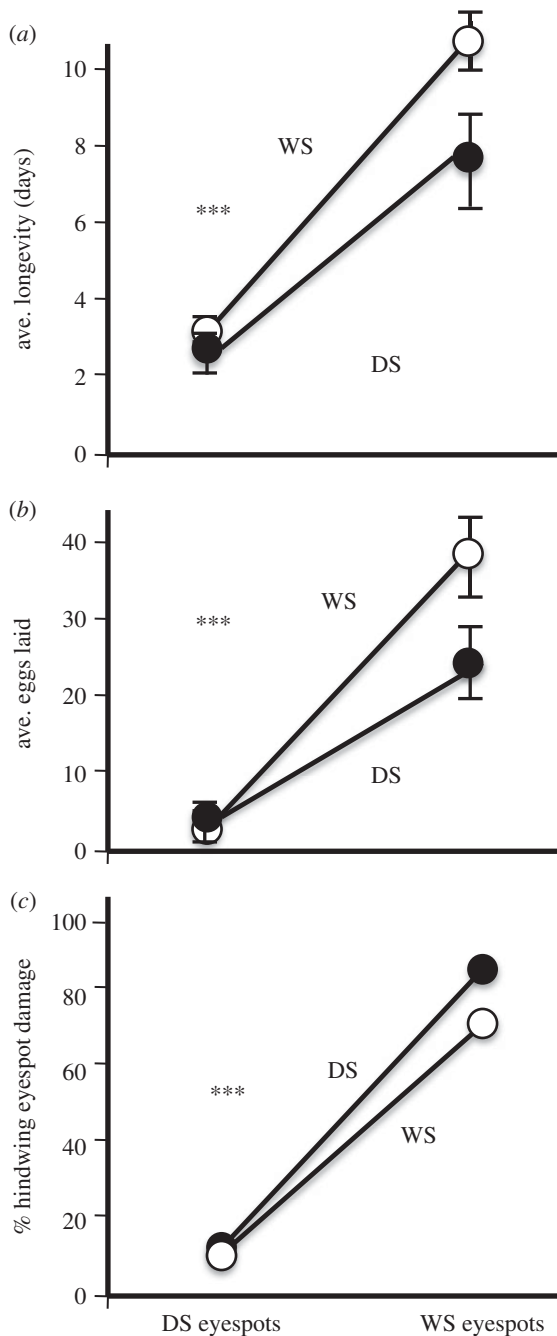 (a)
10
8
6
4
2
0
ave. longevity (days)
WS
***
DS
(b)
40
30
20
10
0
ave. eggs laid
WS
***
DS
(c)
100
80
60
40
20
0
% hindwing eyespot damage
DS
***
WS
DS eyespots WS eyespots